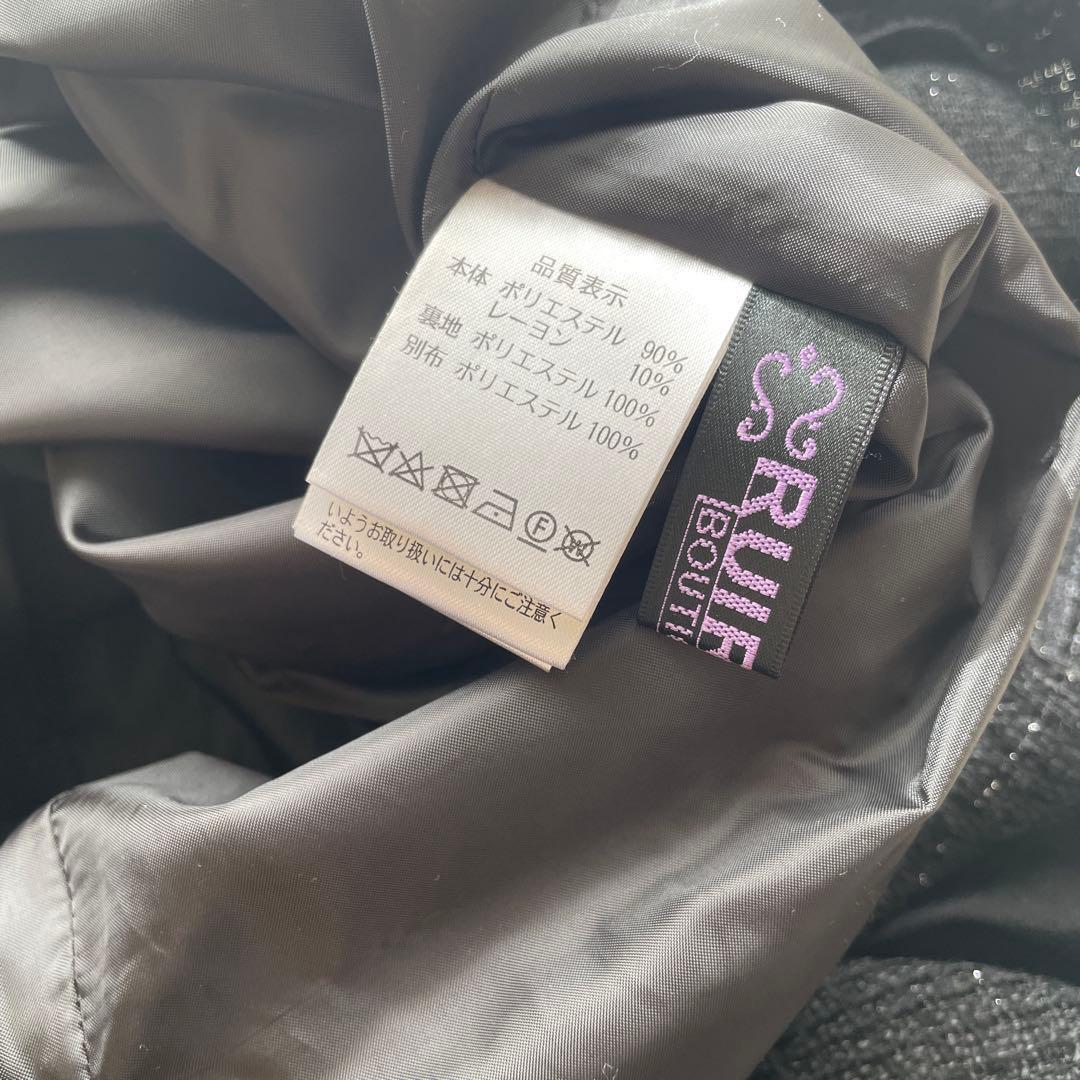 品質表示
本体 ポリエステル 90%
レーヨン 10%
裏地 ポリエステル 100%
別布 ポリエステル 100%
F
W
いようお取り扱いには十分にご注意く
ださい。
RUIR
BOUTI